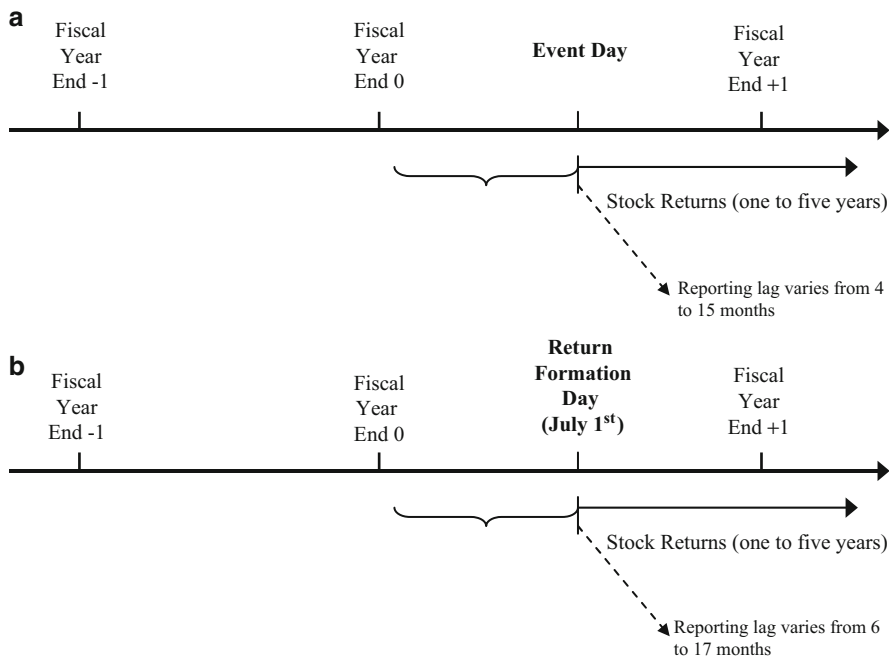 a
Fiscal
Year
End -1
Fiscal
Year
End 0
Event Day
Fiscal
Year
End +1
Stock Returns (one to five years)
Reporting lag varies from 4
to 15 months
b
Fiscal
Year
End -1
Fiscal
Year
End 0
Return
Formation
Day
(July 1st)
Fiscal
Year
End +1
Stock Returns (one to five years)
Reporting lag varies from 6
to 17 months